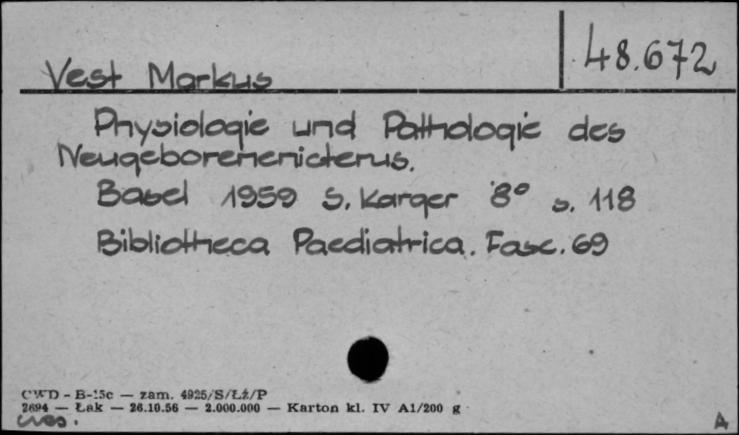 48.672
Vest Markus
Physiologie und Pathologie des
Neugeborenenicterus.
Basel 1959 S. Karger 8° s. 118
Bibliotheca Paediatrica. Fasc. 69
CWD - B-15c — zam. 4925/S/Łź/P
2694 — Łak — 26.10.56 — 2.000.000 — Karton kl. IV A1/200 g
A